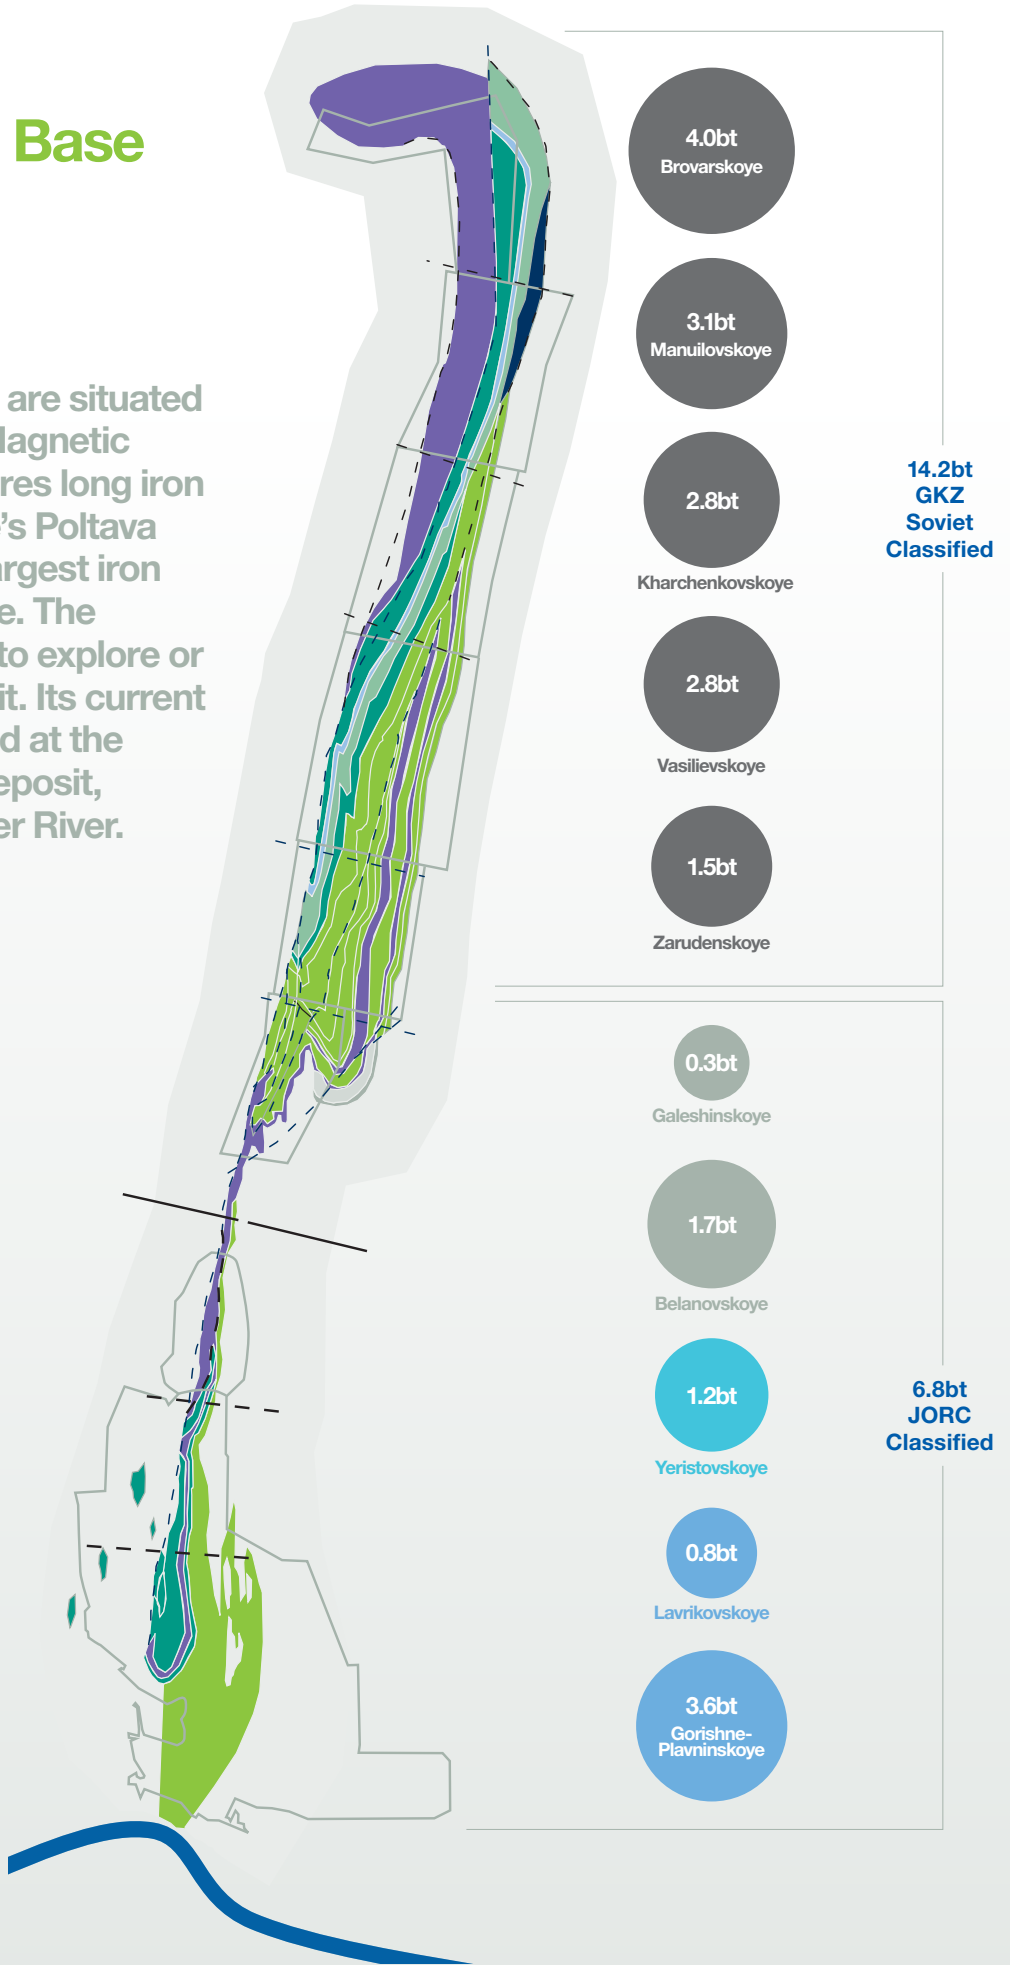 Base
are situated
Magnetic
res long iron
's Poltava
argest iron
e. The
to explore or
it. Its current
d at the
eposit,
er River.
4.0bt
Brovarskoye
3.1bt
Manuilovskoye
2.8bt
Kharchenkovskoye
2.8bt
Vasilievskoye
1.5bt
Zarudenskoye
14.2bt
GKZ
Soviet
Classified
0.3bt
Galeshinskoye
1.7bt
Belanovskoye
1.2bt
Yeristovskoye
0.8bt
Lavrikovskoye
3.6bt
Gorishne-
Plavninskoye
6.8bt
JORC
Classified